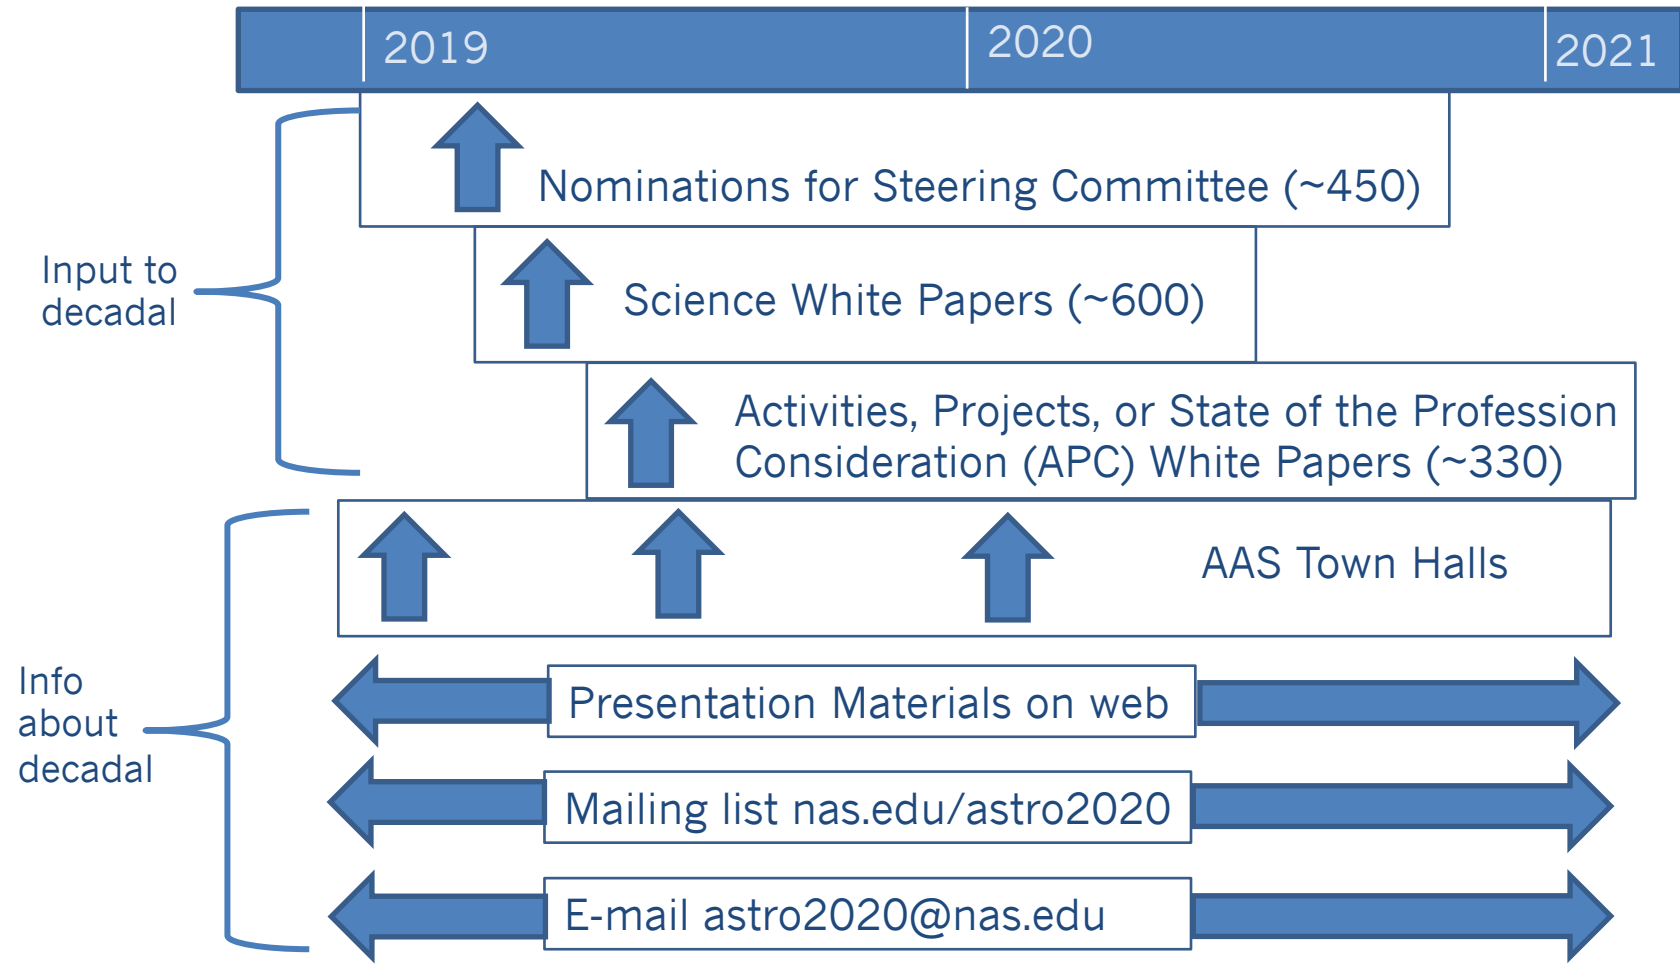 2019
2020
2021
Nominations for Steering Committee (~450)
Input to
decadal
Science White Papers (~600)
Activities, Projects, or State of the Profession
Consideration (APC) White Papers (~330)
AAS Town Halls
Info
about
decadal
Presentation Materials on web
Mailing list nas.edu/astro2020
E-mail astro2020@nas.edu